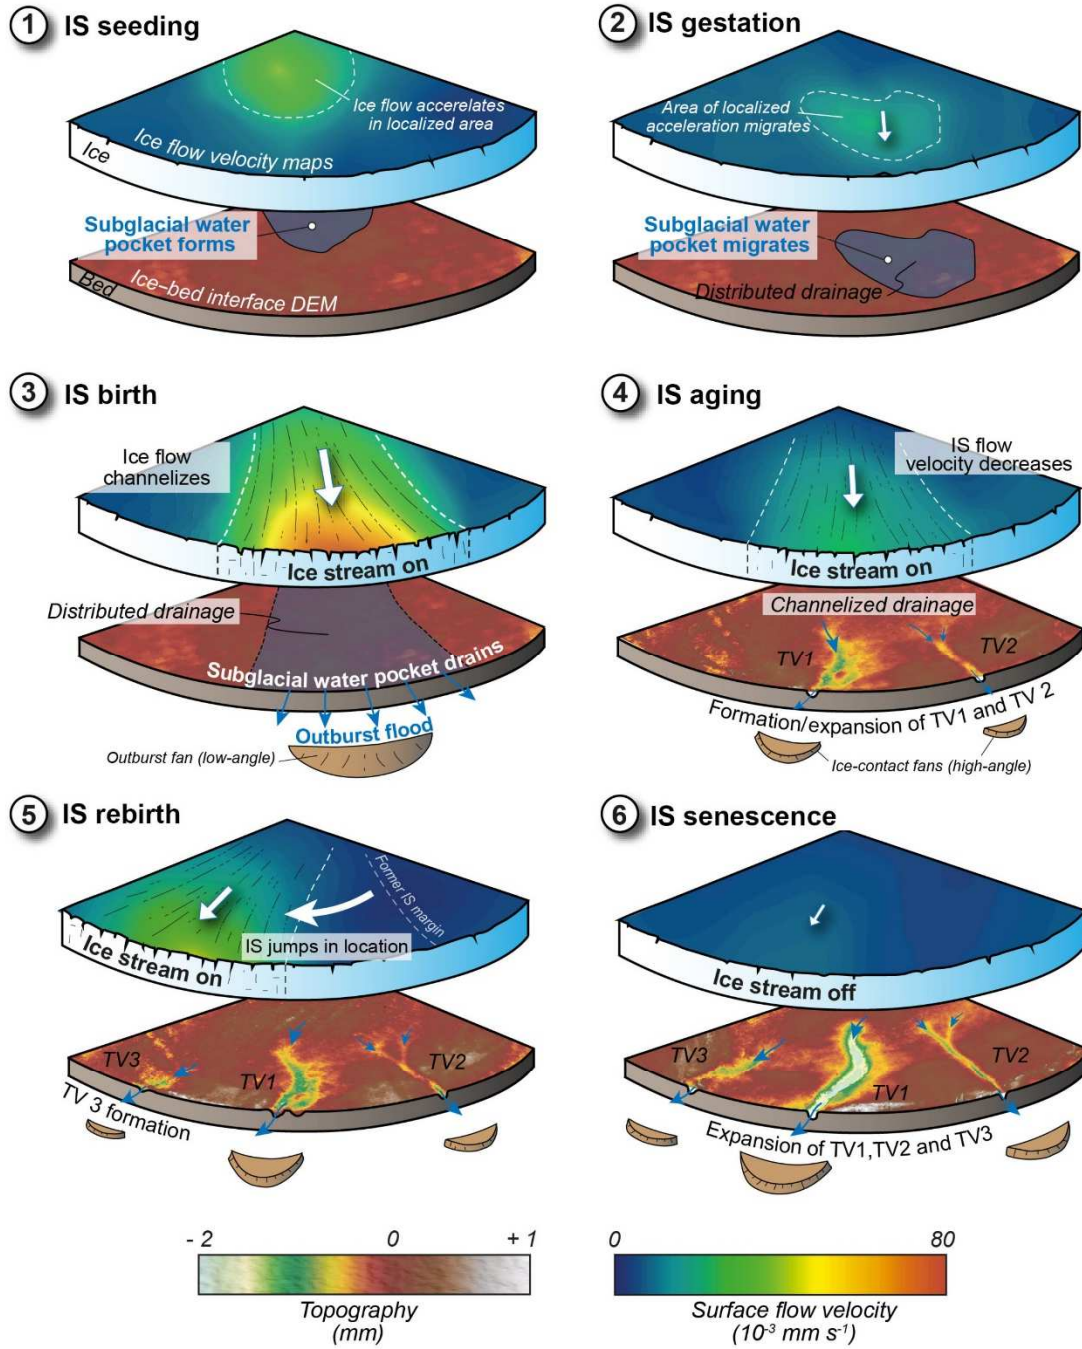 1 IS seeding
Ice flow accerelates
in localized area
Ice flow velocity maps
Ice
Subglacial water
pocket forms
Ice–bed interface DEM
Bed
2 IS gestation
Area of localized
acceleration migrates
Subglacial water
pocket migrates
Distributed drainage
3 IS birth
Ice flow
channelizes
Ice stream on
Distributed drainage
Subglacial water pocket drains
Outburst flood
Outburst fan (low-angle)
4 IS aging
IS flow
velocity decreases
Ice stream on
Channelized drainage
TV1
TV2
Formation/expansion of TV1 and TV 2
Ice-contact fans (high-angle)
5 IS rebirth
Former IS margin
IS jumps in location
Ice stream on
TV3
TV1
TV2
TV 3 formation
6 IS senescence
Ice stream off
TV3
TV1
TV2
Expansion of TV1,TV2 and TV3
- 2 0 + 1
Topography
(mm)
0 80
Surface flow velocity
(10⁻³ mm s⁻¹)